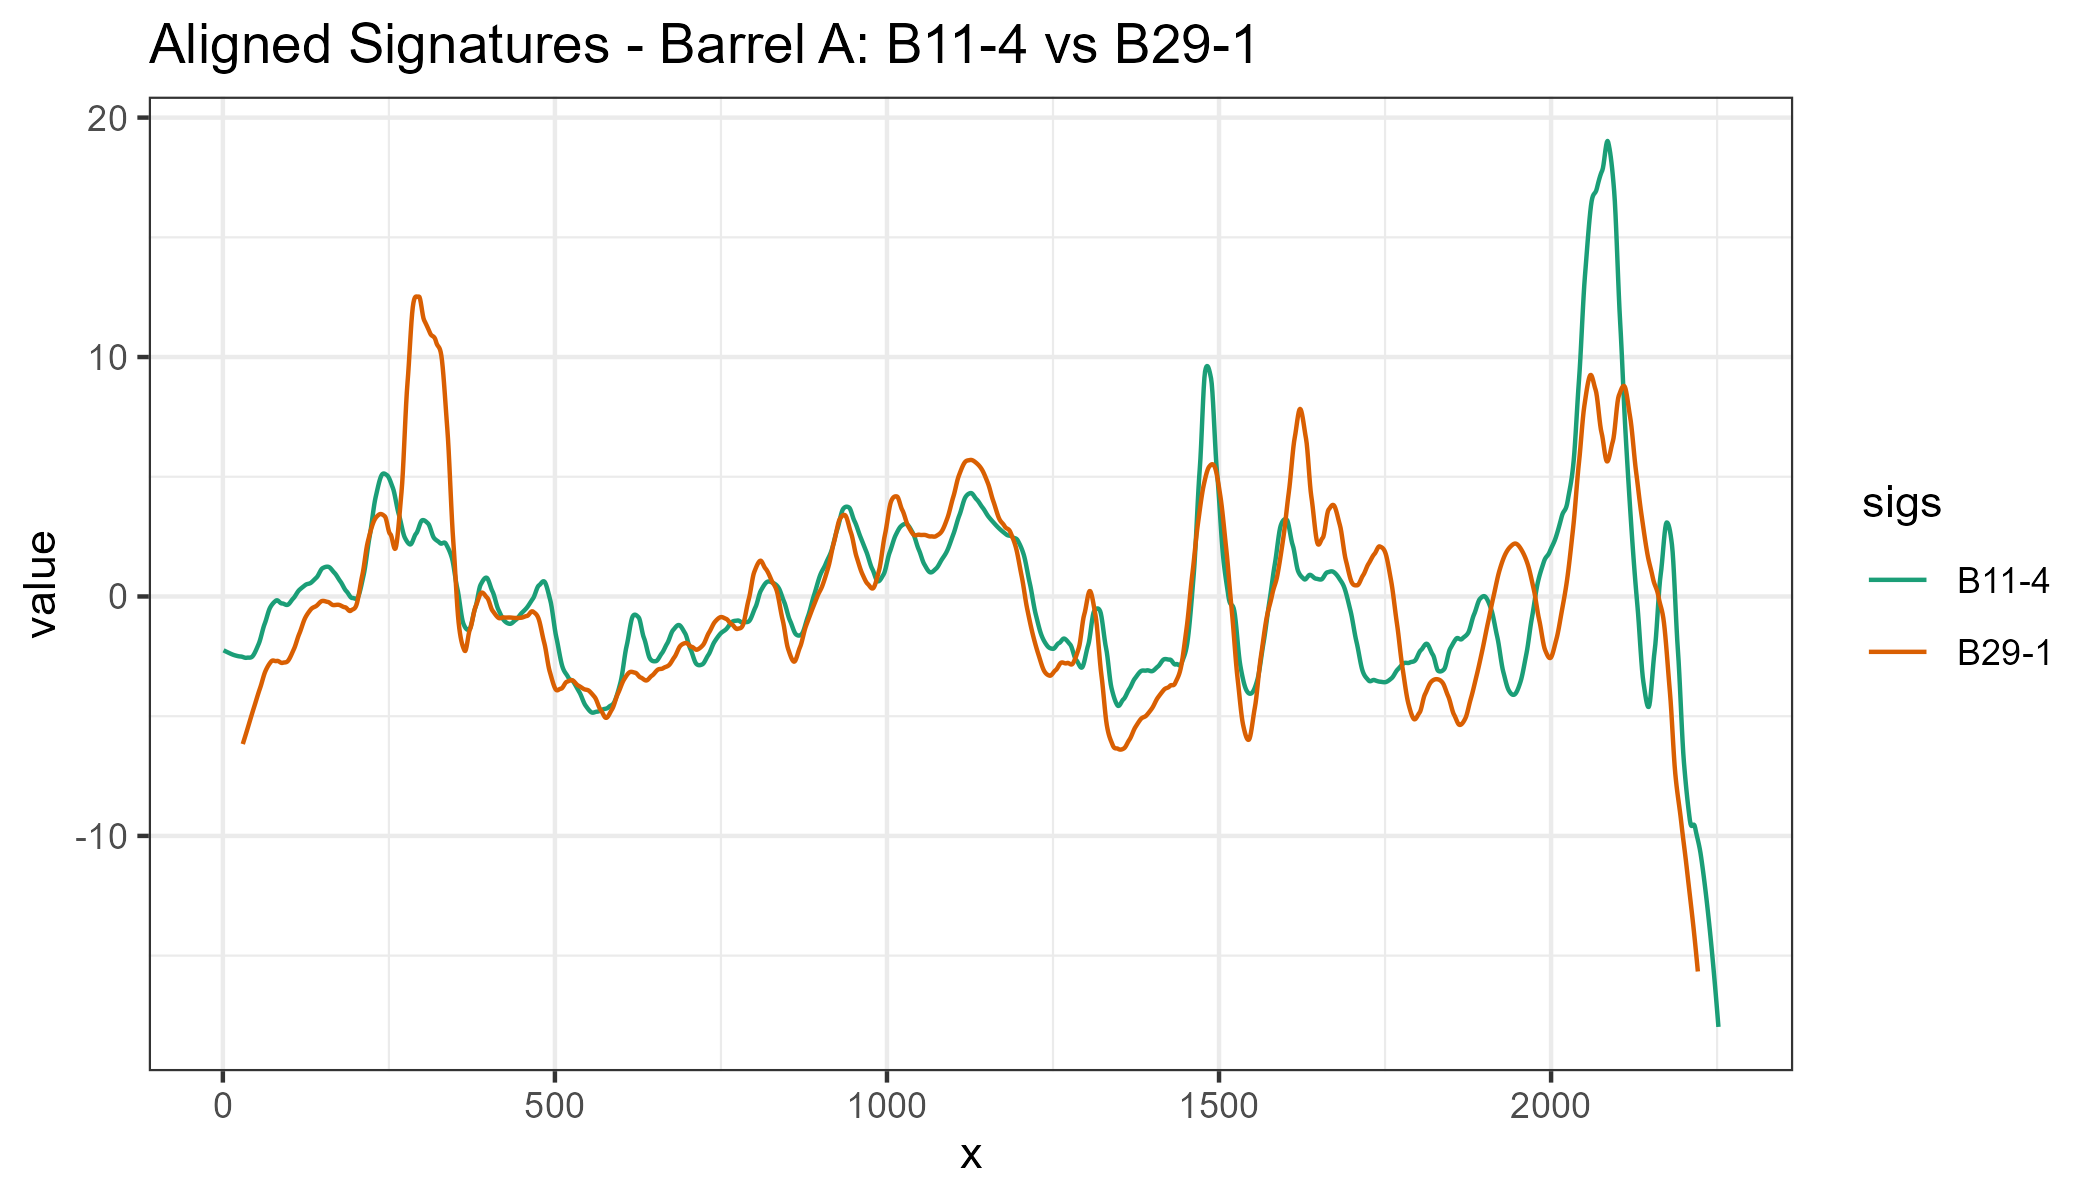 Aligned Signatures - Barrel A: B11-4 vs B29-1
20
10
0
-10
value
0 500 1000 1500 2000
x
sigs
B11-4
B29-1